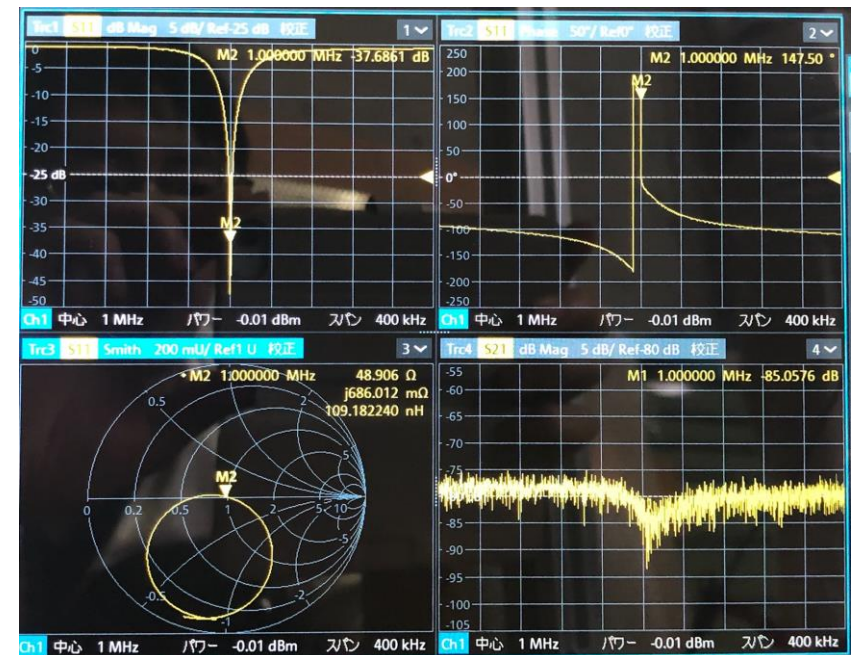 Trc1 S11 dB Mag 5 dB/ Ref-25 dB 校正 1
M2 1.000000 MHz -37.6861 dB
0
-5
-10
-15
-20
-25 dB
-30
M2
-35
-40
-45
-50
Ch1 中心 1 MHz パワー -0.01 dBm スパン 400 kHz
Trc2 S11 Phase 50°/ Ref0° 校正 2
M2 1.000000 MHz 147.50 °
250
200
M2
150
100
50
0°
-50
-100
-150
-200
-250
Ch1 中心 1 MHz パワー -0.01 dBm スパン 400 kHz
Trc3 S11 Smith 200 mU/ Ref1 U 校正 3
• M2 1.000000 MHz 48.906 Ω
j686.012 mΩ
109.182240 nH
0.5
2
5
M2
0 0.2 0.5 1 2 5 10
-5
-0.5
-2
-1
Ch1 中心 1 MHz パワー -0.01 dBm スパン 400 kHz
Trc4 S21 dB Mag 5 dB/ Ref-80 dB 校正 4
M1 1.000000 MHz -85.0576 dB
-55
-60
-65
-70
-75
-85
-90
-95
-100
-105
Ch1 中心 1 MHz パワー -0.01 dBm スパン 400 kHz